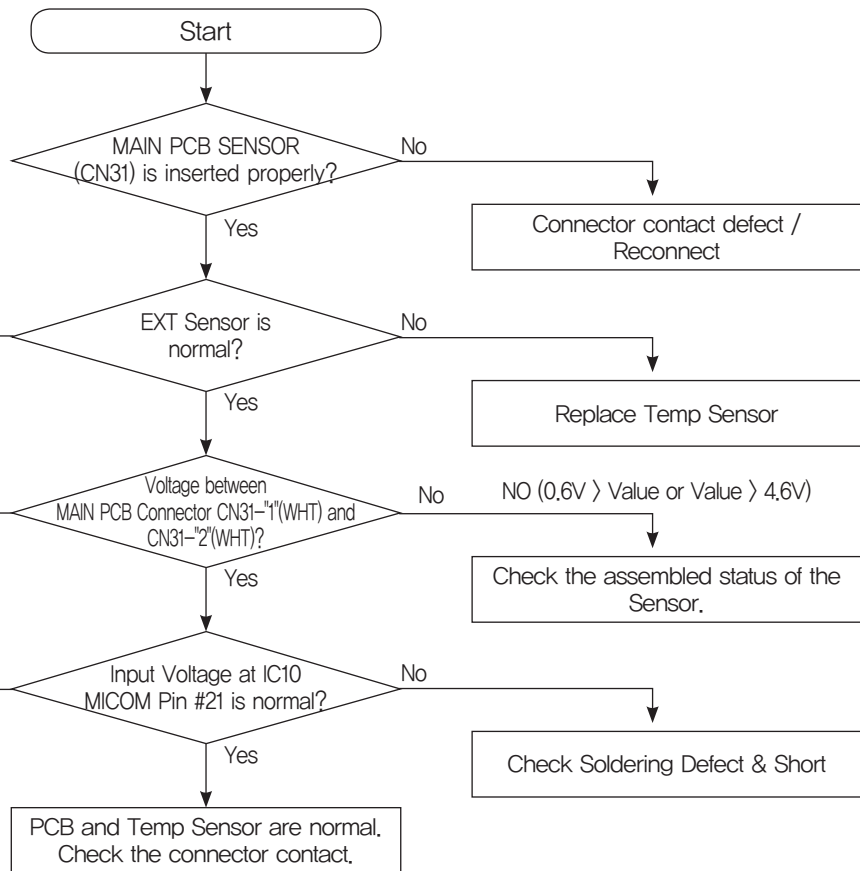 Start
MAIN PCB SENSOR
(CN31) is inserted properly?
No
Connector contact defect /
Reconnect
Yes
EXT Sensor is
normal?
No
Replace Temp Sensor
Yes
Voltage between
MAIN PCB Connector CN31-"1"(WHT) and
CN31-"2"(WHT)?
No
NO (0.6V 〉 Value or Value 〉 4.6V)
Check the assembled status of the
Sensor.
Yes
Input Voltage at IC10
MICOM Pin #21 is normal?
No
Check Soldering Defect & Short
Yes
PCB and Temp Sensor are normal.
Check the connector contact.